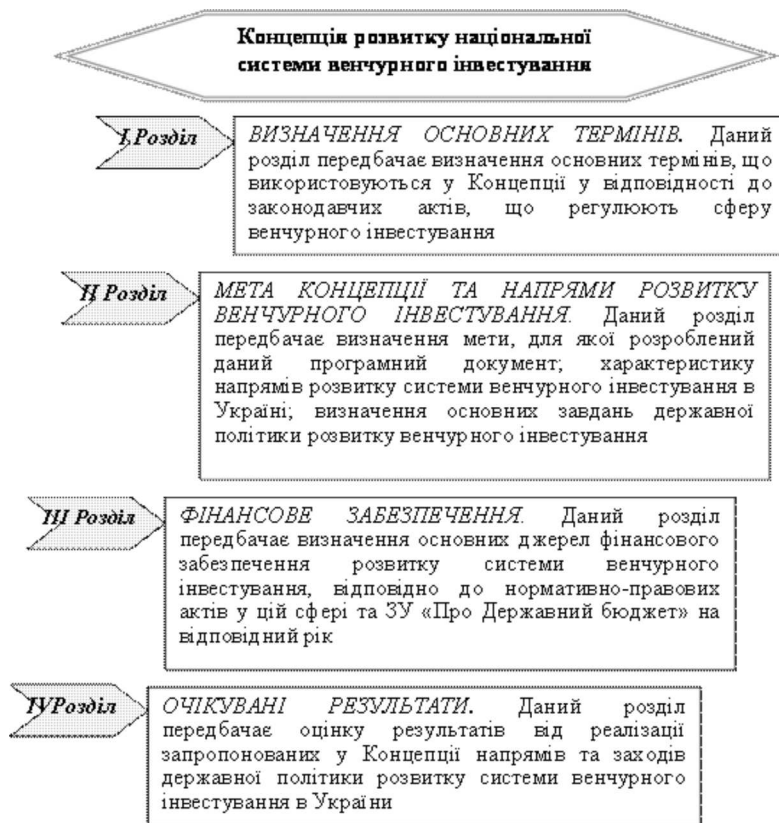 Концепція розвитку національної
системи венчурного інвестування
І.Розділ
ВИЗНАЧЕННЯ ОСНОВНИХ ТЕРМІНІВ. Даний
розділ передбачає визначення основних термінів, що
використовуються у Концепції у відповідності до
законодавчих актів, що регулюють сферу
венчурного інвестування
ІІ Розділ
МЕТА КОНЦЕПЦІЇ ТА НАПРЯМИ РОЗВИТКУ
ВЕНЧУРНОГО ІНВЕСТУВАННЯ. Даний розділ
передбачає визначення мети, для якої розроблений
даний програмний документ; характеристику
напрямів розвитку системи венчурного інвестування в
Україні; визначення основних завдань державної
політики розвитку венчурного інвестування
ІІІ Розділ
ФІНАНСОВЕ ЗАБЕЗПЕЧЕННЯ. Даний розділ
передбачає визначення основних джерел фінансового
забезпечення розвитку системи венчурного
інвестування, відповідно до нормативно-правових
актів у цій сфері та ЗУ «Про Державний бюджет» на
відповідний рік
ІVРозділ
ОЧІКУВАНІ РЕЗУЛЬТАТИ. Даний розділ
передбачає оцінку результатів від реалізації
запропонованих у Концепції напрямів та заходів
державної політики розвитку системи венчурного
інвестування в України